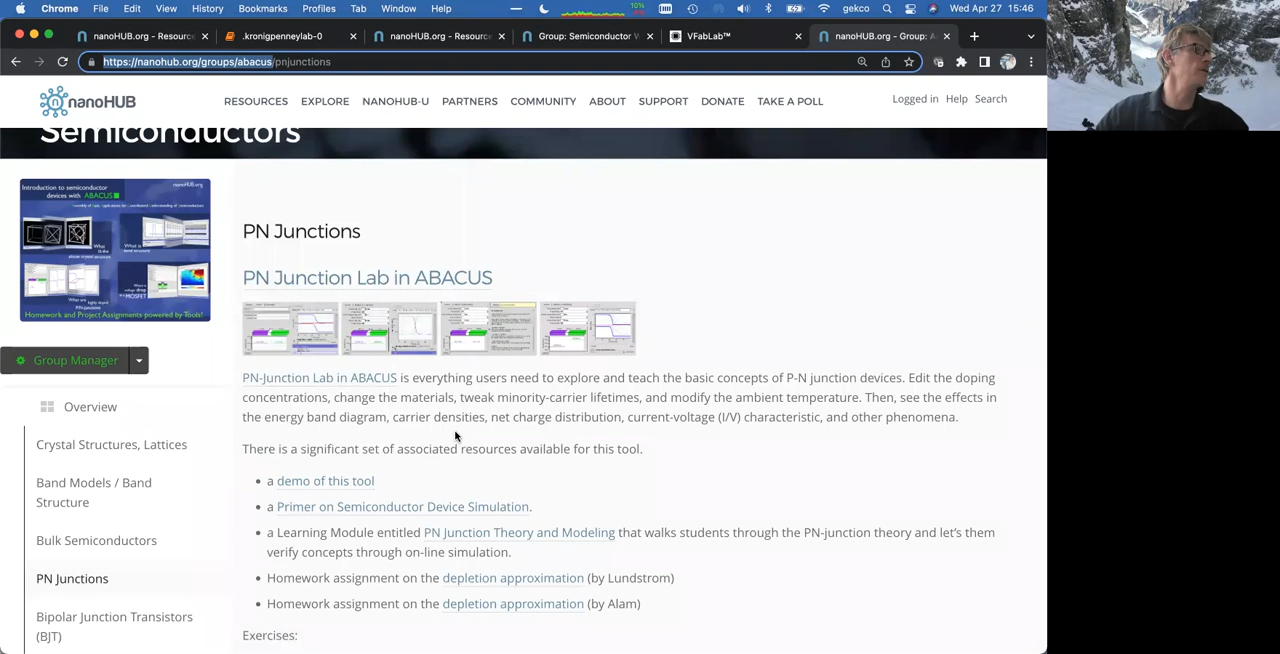 Chrome File Edit View History Bookmarks Profiles Tab Window Help 10% gekco Wed Apr 27 15:46
nanoHUB.org - Resource .kronigpenneylab-0 nanoHUB.org - Resource Group: Semiconductor W VFabLab™ nanoHUB.org - Group: A
https://nanohub.org/groups/abacus/pnjunctions
nanoHUB RESOURCES EXPLORE NANOHUB-U PARTNERS COMMUNITY ABOUT SUPPORT DONATE TAKE A POLL Logged in Help Search
Semiconductors
Introduction to semiconductor
devices with ABACUS
nanoHUB.org
Homework and Project Assignments powered by Tools!
Group Manager
Overview
Crystal Structures, Lattices
Band Models / Band
Structure
Bulk Semiconductors
PN Junctions
Bipolar Junction Transistors
(BJT)
PN Junctions
PN Junction Lab in ABACUS
PN-Junction Lab in ABACUS is everything users need to explore and teach the basic concepts of P-N junction devices. Edit the doping
concentrations, change the materials, tweak minority-carrier lifetimes, and modify the ambient temperature. Then, see the effects in
the energy band diagram, carrier densities, net charge distribution, current-voltage (I/V) characteristic, and other phenomena.
There is a significant set of associated resources available for this tool.
• a demo of this tool
• a Primer on Semiconductor Device Simulation.
• a Learning Module entitled PN Junction Theory and Modeling that walks students through the PN-junction theory and let's them
verify concepts through on-line simulation.
• Homework assignment on the depletion approximation (by Lundstrom)
• Homework assignment on the depletion approximation (by Alam)
Exercises: